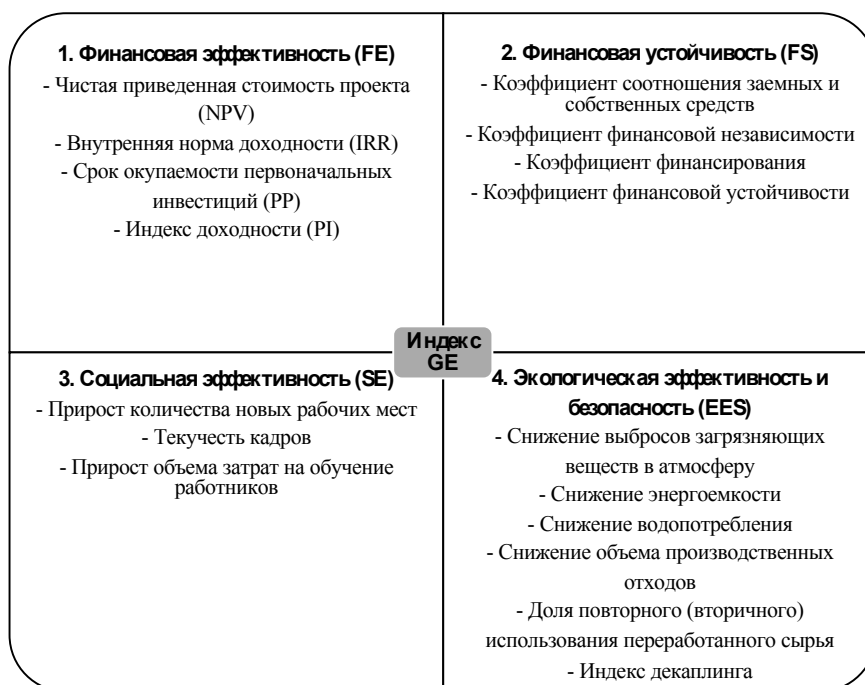 1. Финансовая эффективность (FE)
- Чистая приведенная стоимость проекта
(NPV)
- Внутренняя норма доходности (IRR)
- Срок окупаемости первоначальных
инвестиций (PP)
- Индекс доходности (PI)
2. Финансовая устойчивость (FS)
- Коэффициент соотношения заемных и
собственных средств
- Коэффициент финансовой независимости
- Коэффициент финансирования
- Коэффициент финансовой устойчивости
Индекс
GE
3. Социальная эффективность (SE)
- Прирост количества новых рабочих мест
- Текучесть кадров
- Прирост объема затрат на обучение
работников
4. Экологическая эффективность и
безопасность (EES)
- Снижение выбросов загрязняющих
веществ в атмосферу
- Снижение энергоемкости
- Снижение водопотребления
- Снижение объема производственных
отходов
- Доля повторного (вторичного)
использования переработанного сырья
- Индекс декаплинга